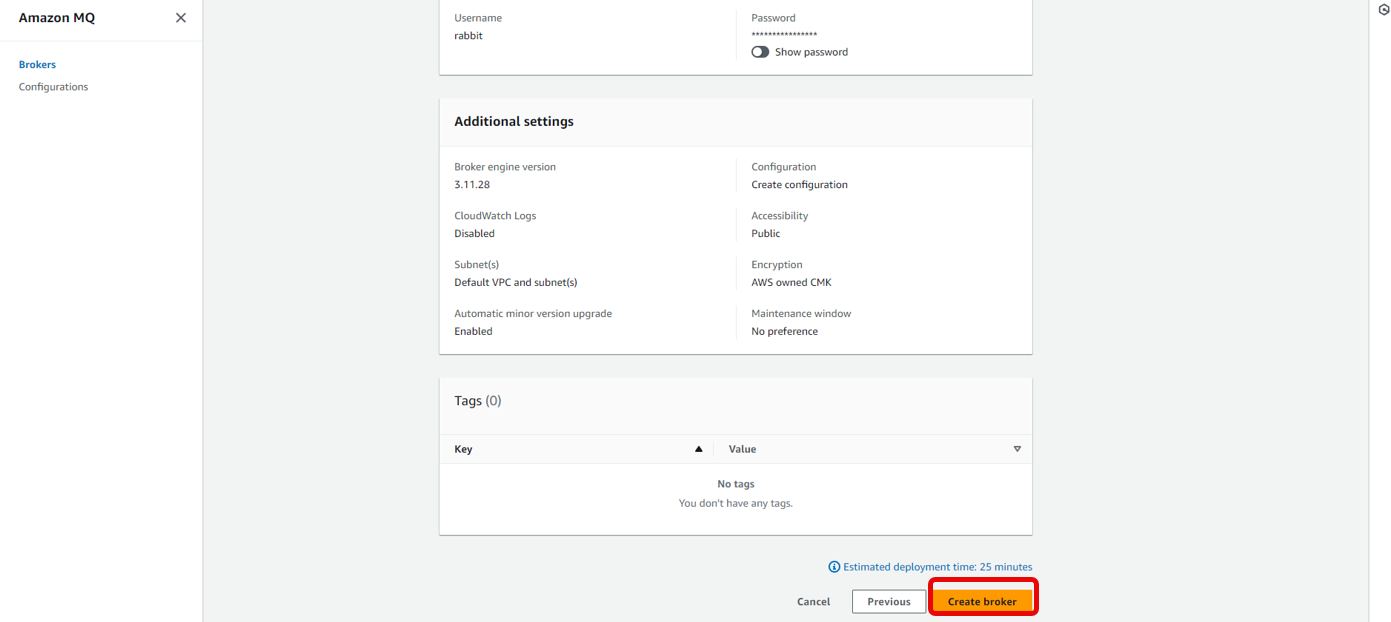 Amazon MQ
Brokers
Configurations
Username
rabbit
Password
****************
Show password
Additional settings
Broker engine version
3.11.28
Configuration
Create configuration
CloudWatch Logs
Disabled
Accessibility
Public
Subnet(s)
Default VPC and subnet(s)
Encryption
AWS owned CMK
Automatic minor version upgrade
Enabled
Maintenance window
No preference
Tags (0)
Key Value
No tags
You don't have any tags.
Estimated deployment time: 25 minutes
Cancel Previous Create broker